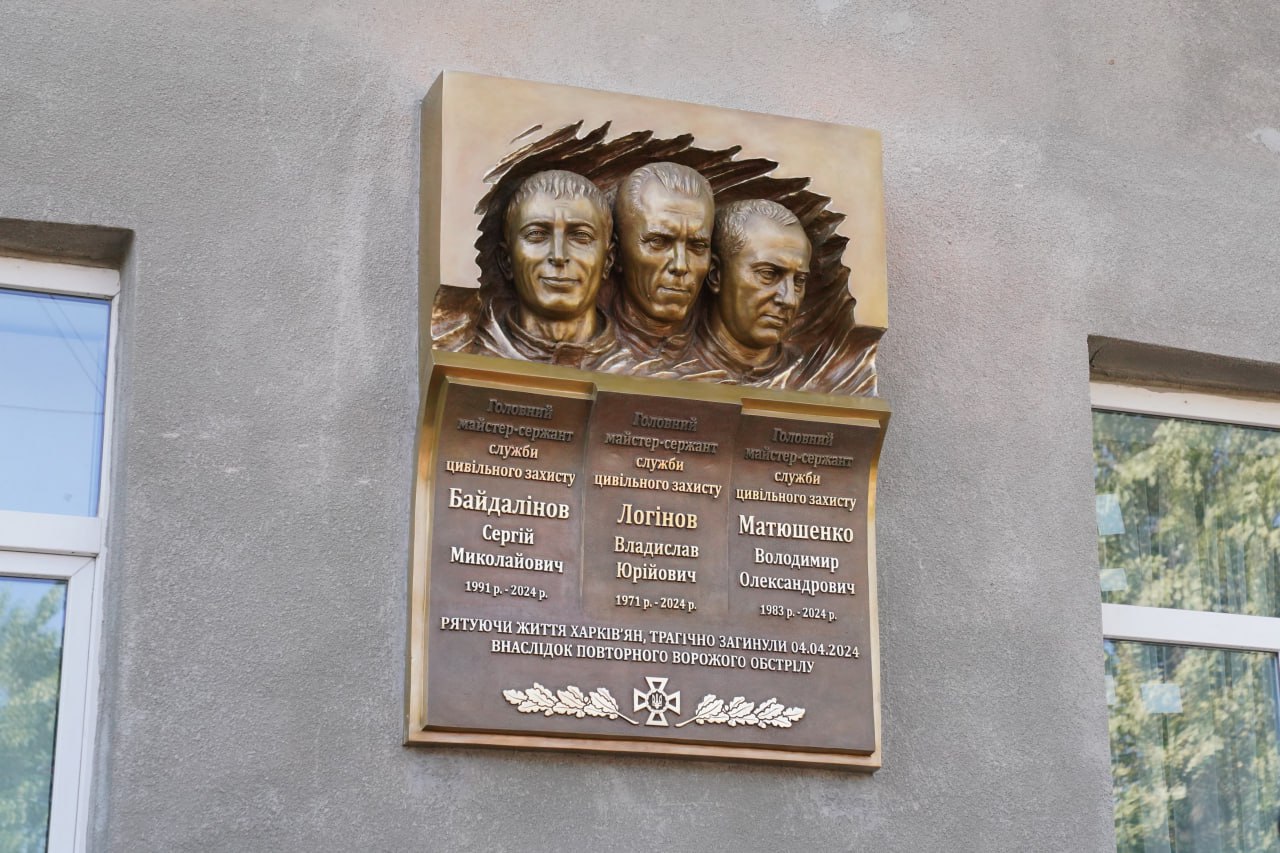 Головний
майстер-сержант
служби
цивільного захисту
Байдалінов
Сергій
Миколайович
1991 р. - 2024 р.
Головний
майстер-сержант
служби
цивільного захисту
Логінов
Владислав
Юрійович
1971 р. - 2024 р.
Головний
майстер-сержант
служби
цивільного захисту
Матюшенко
Володимир
Олександрович
1983 р. - 2024 р.
РЯТУЮЧИ ЖИТТЯ ХАРКІВ'ЯН, ТРАГІЧНО ЗАГИНУЛИ 04.04.2024
ВНАСЛІДОК ПОВТОРНОГО ВОРОЖОГО ОБСТРІЛУ